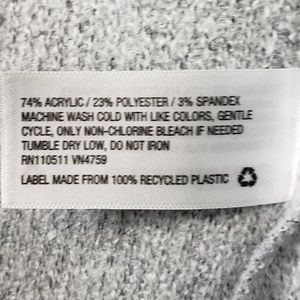 74% ACRYLIC / 23% POLYESTER / 3% SPANDEX
MACHINE WASH COLD WITH LIKE COLORS, GENTLE
CYCLE, ONLY NON-CHLORINE BLEACH IF NEEDED
TUMBLE DRY LOW, DO NOT IRON
RN110511 VN4759
LABEL MADE FROM 100% RECYCLED PLASTIC